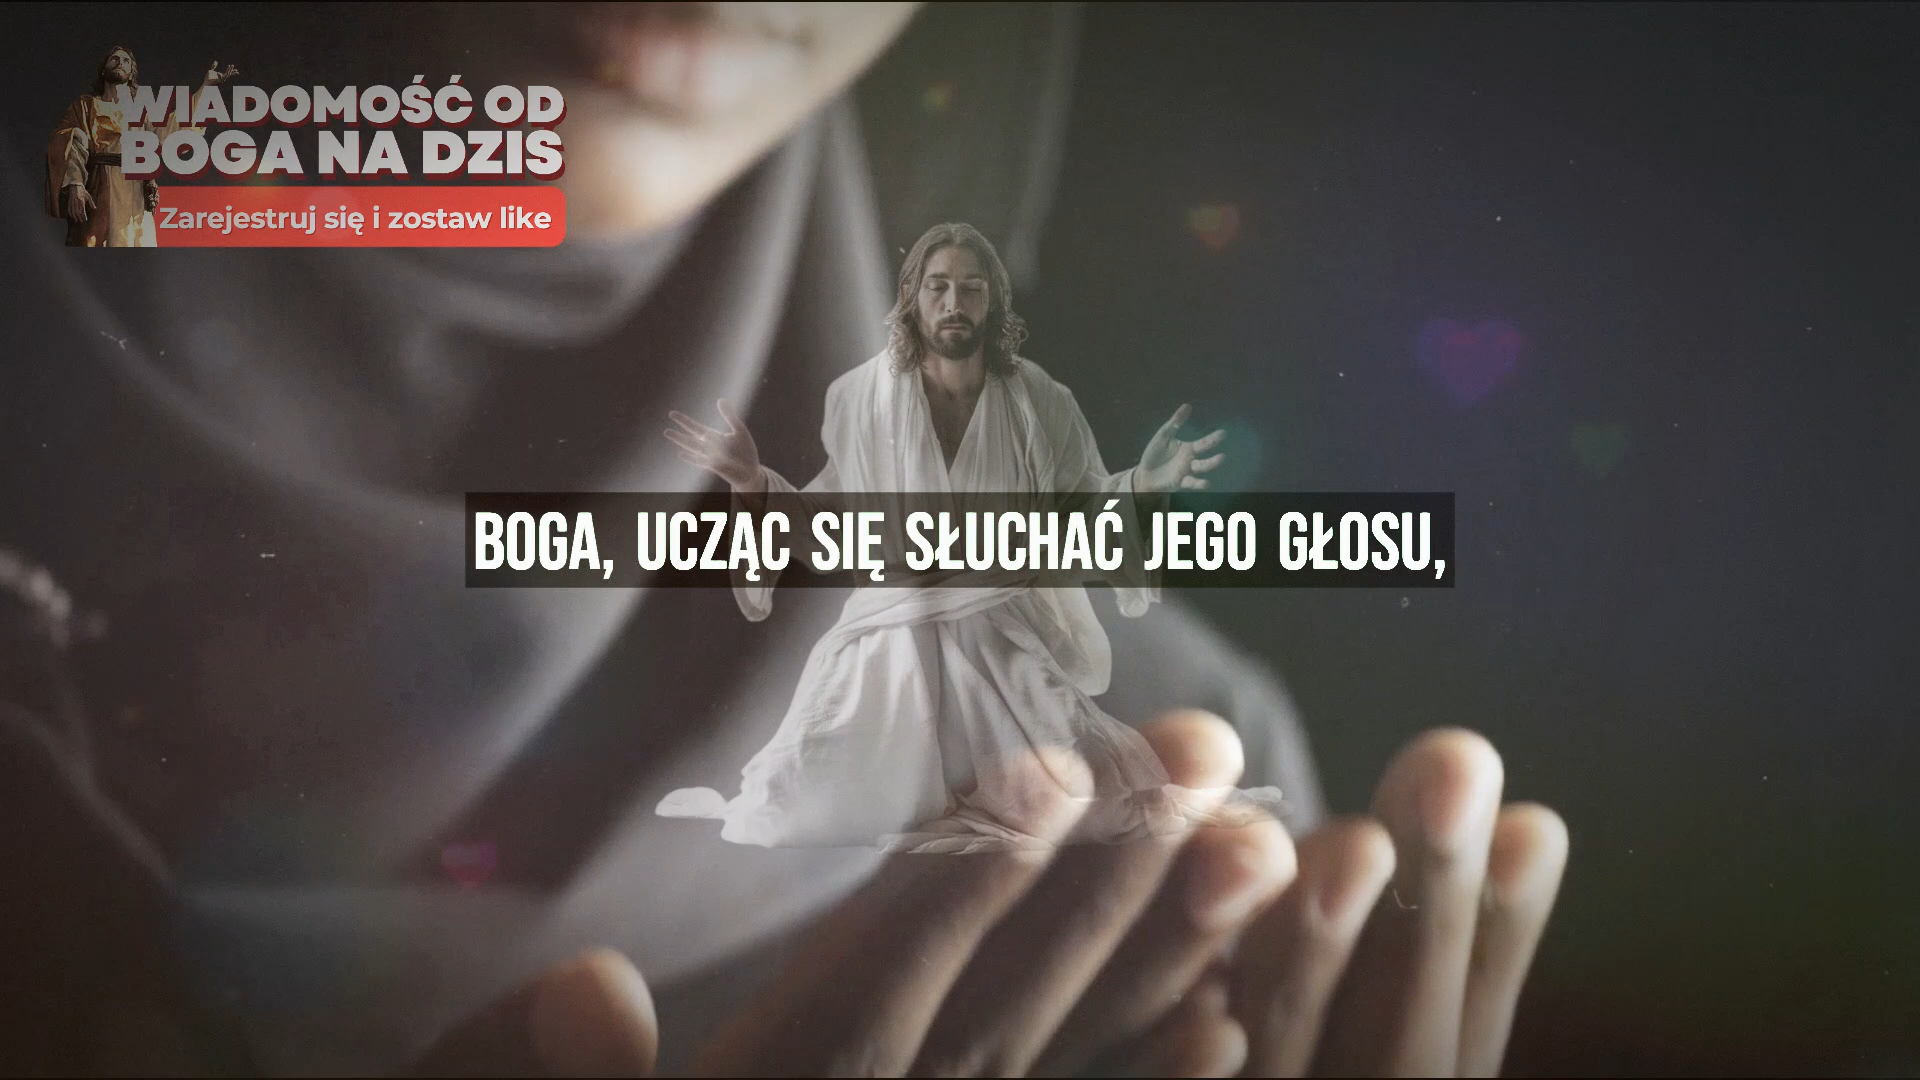 WIADOMOŚĆ OD
BOGA NA DZIS
Zarejestruj się i zostaw like
BOGA, UCZĄC SIĘ SŁUCHAĆ JEGO GŁOSU,